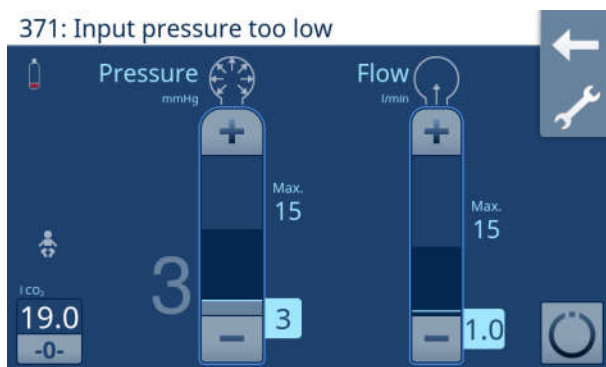 371: Input pressure too low
Pressure
mmHg
Flow
l/min
+
+
Max.
15
Max.
15
3
3
1.0
l CO₂
19.0
-0-
−
−